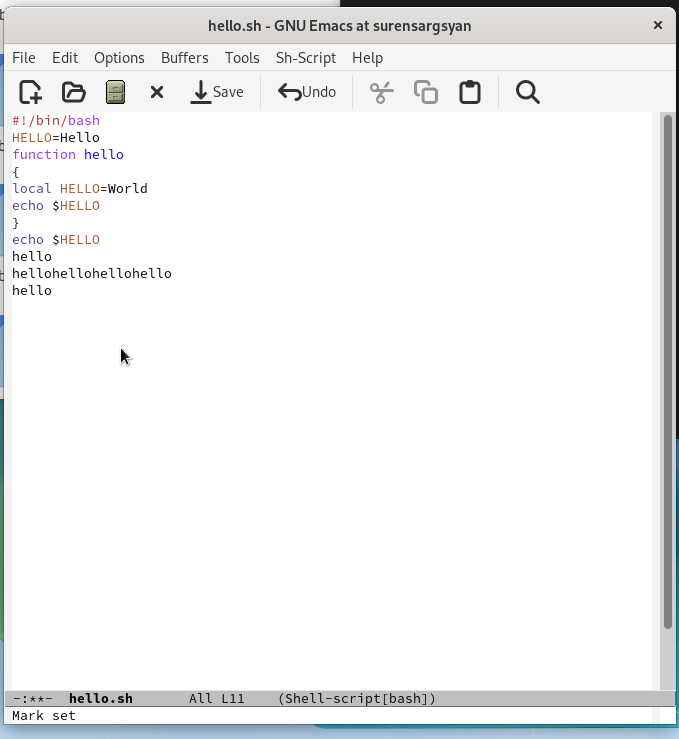 hello.sh - GNU Emacs at surensargsyan
File Edit Options Buffers Tools Sh-Script Help
Save Undo
#!/bin/bash
HELLO=Hello
function hello
{
local HELLO=World
echo $HELLO
}
echo $HELLO
hello
hellohellohellohello
hello
-:**- hello.sh All L11 (Shell-script[bash])
Mark set